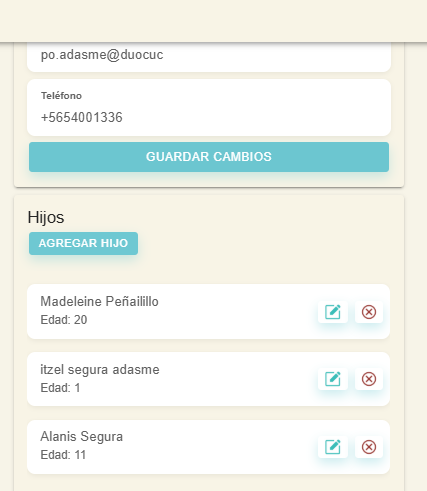 po.adasme@duocuc
Teléfono
+5654001336
GUARDAR CAMBIOS
Hijos
AGREGAR HIJO
Madeleine Peñailillo
Edad: 20
itzel segura adasme
Edad: 1
Alanis Segura
Edad: 11